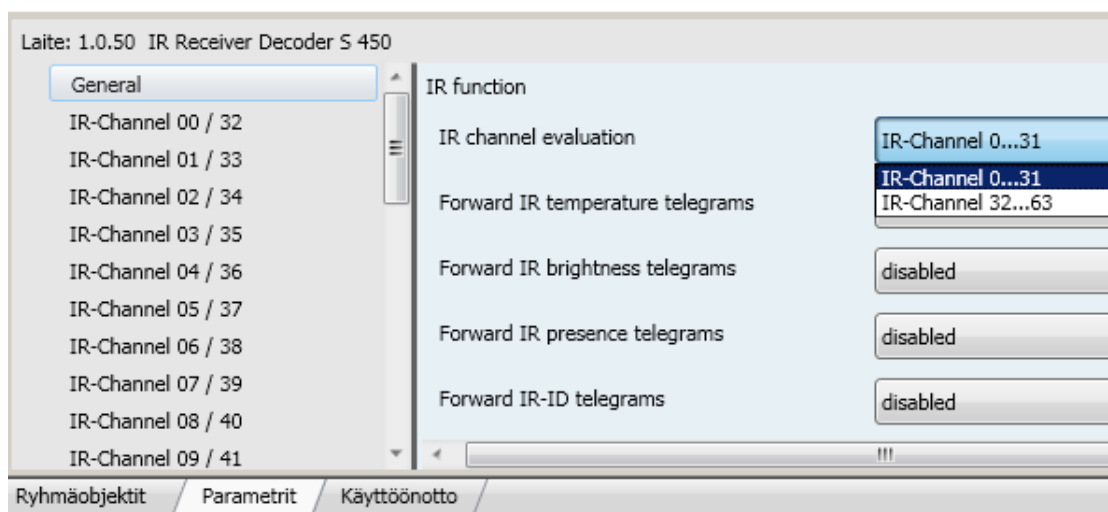 Laite: 1.0.50 IR Receiver Decoder S 450
General
IR-Channel 00 / 32
IR-Channel 01 / 33
IR-Channel 02 / 34
IR-Channel 03 / 35
IR-Channel 04 / 36
IR-Channel 05 / 37
IR-Channel 06 / 38
IR-Channel 07 / 39
IR-Channel 08 / 40
IR-Channel 09 / 41
IR function
IR channel evaluation
IR-Channel 0...31
IR-Channel 0...31
IR-Channel 32...63
Forward IR temperature telegrams
Forward IR brightness telegrams
disabled
Forward IR presence telegrams
disabled
Forward IR-ID telegrams
disabled
Ryhmäobjektit
Parametrit
Käyttöönotto